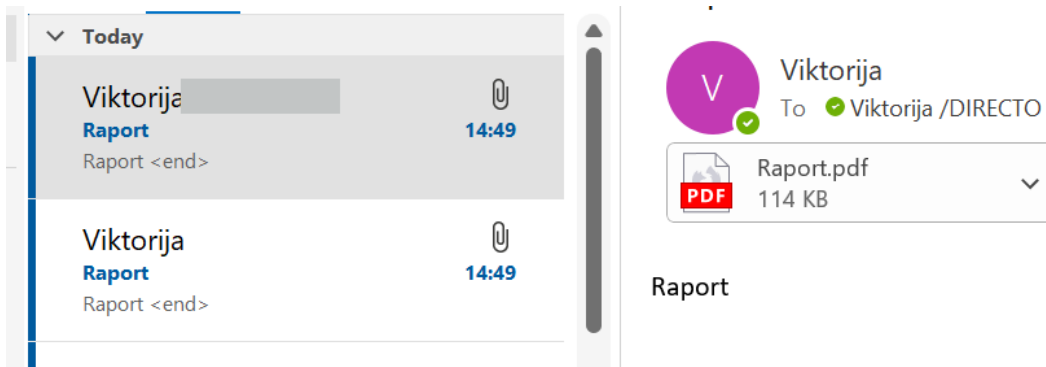 Today
Viktorija
Raport
14:49
Raport <end>
Viktorija
Raport
14:49
Raport <end>
V
Viktorija
To Viktorija /DIRECTO
PDF
Raport.pdf
114 KB
Raport